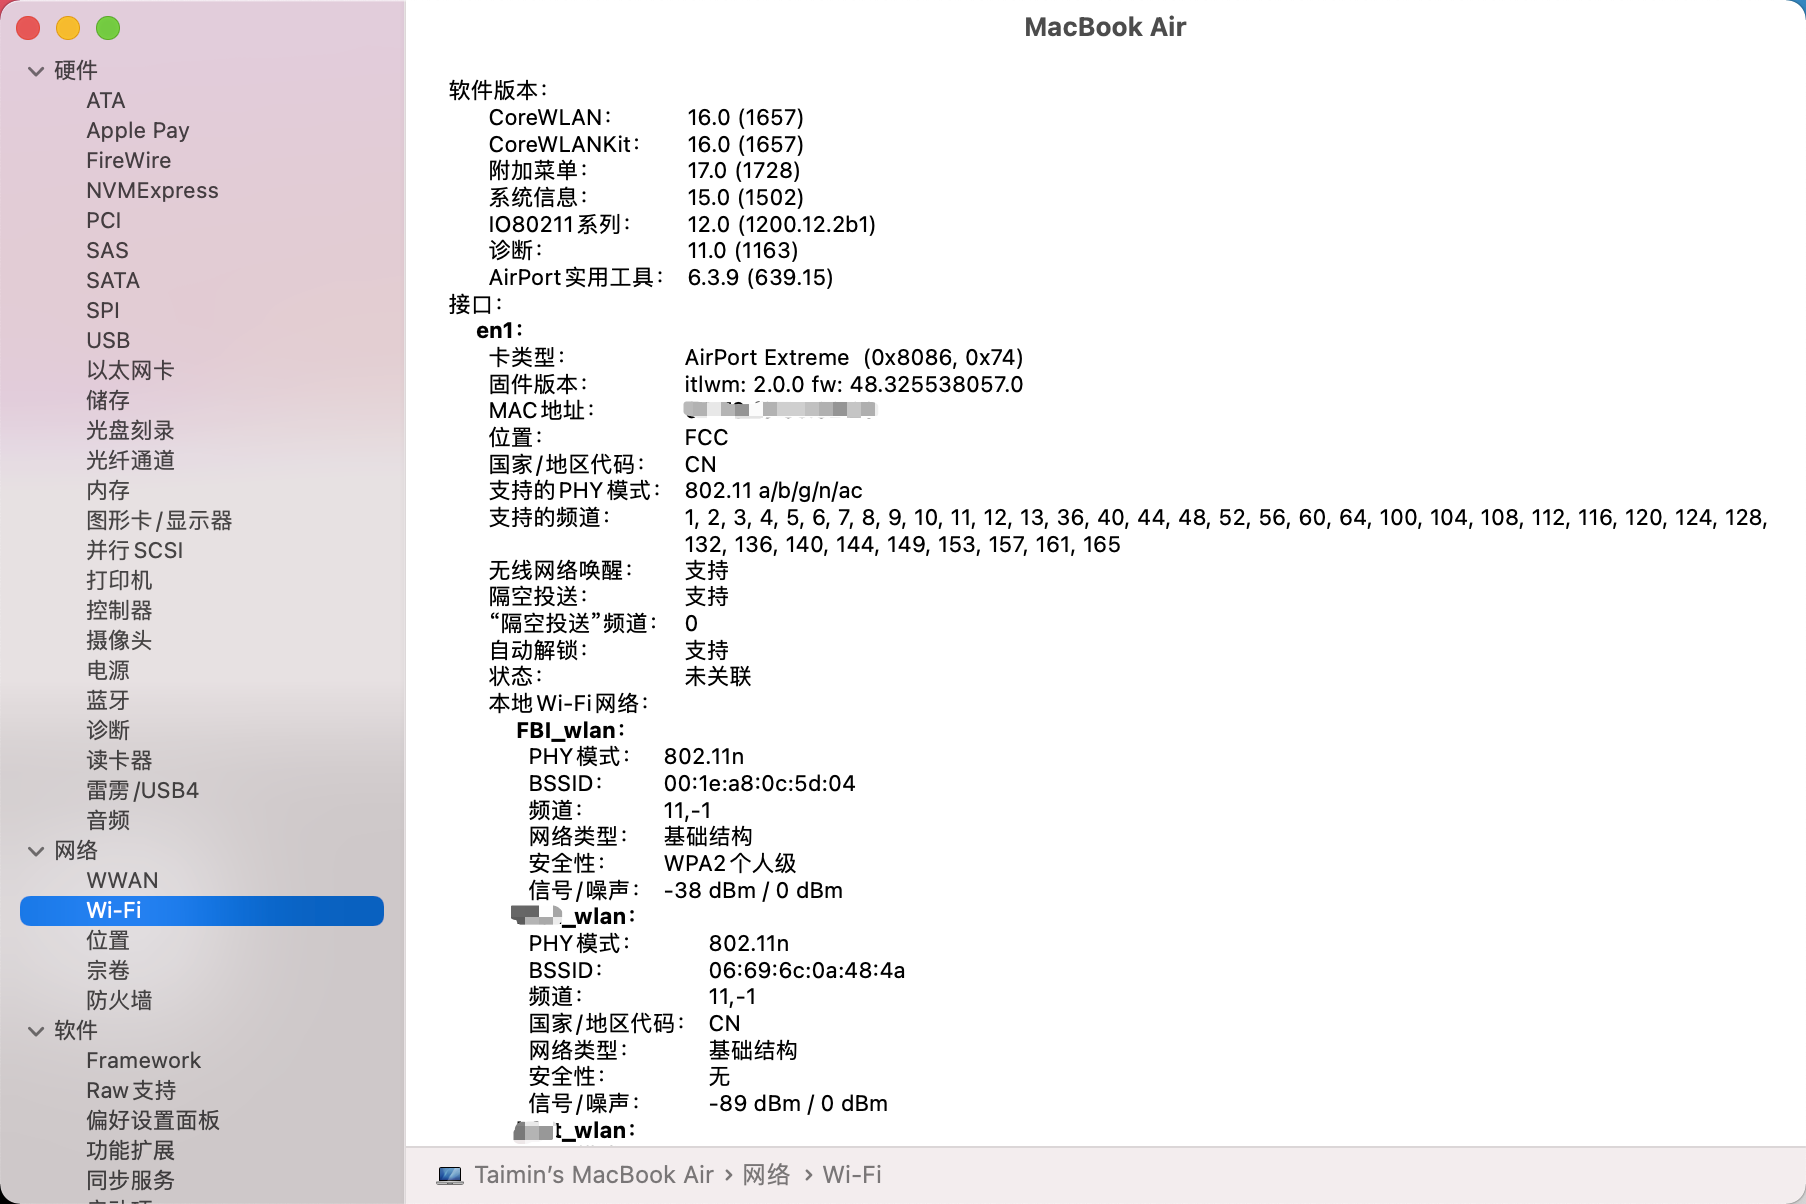 MacBook Air
硬件
ATA
Apple Pay
FireWire
NVMExpress
PCI
SAS
SATA
SPI
USB
以太网卡
储存
光盘刻录
光纤通道
内存
图形卡/显示器
并行SCSI
打印机
控制器
摄像头
电源
蓝牙
诊断
读卡器
雷雳/USB4
音频
网络
WWAN
Wi-Fi
位置
宗卷
防火墙
软件
Framework
Raw支持
偏好设置面板
功能扩展
同步服务
软件版本：
CoreWLAN： 16.0 (1657)
CoreWLANKit： 16.0 (1657)
附加菜单： 17.0 (1728)
系统信息： 15.0 (1502)
IO80211系列： 12.0 (1200.12.2b1)
诊断： 11.0 (1163)
AirPort实用工具： 6.3.9 (639.15)
接口：
en1：
卡类型： AirPort Extreme (0x8086, 0x74)
固件版本： itlwm: 2.0.0 fw: 48.325538057.0
MAC地址：
位置： FCC
国家/地区代码： CN
支持的PHY模式： 802.11 a/b/g/n/ac
支持的频道： 1, 2, 3, 4, 5, 6, 7, 8, 9, 10, 11, 12, 13, 36, 40, 44, 48, 52, 56, 60, 64, 100, 104, 108, 112, 116, 120, 124, 128,
132, 136, 140, 144, 149, 153, 157, 161, 165
无线网络唤醒： 支持
隔空投送： 支持
“隔空投送”频道： 0
自动解锁： 支持
状态： 未关联
本地Wi-Fi网络：
FBI_wlan：
PHY模式： 802.11n
BSSID： 00:1e:a8:0c:5d:04
频道： 11,-1
网络类型： 基础结构
安全性： WPA2个人级
信号/噪声： -38 dBm / 0 dBm
_wlan：
PHY模式： 802.11n
BSSID： 06:69:6c:0a:48:4a
频道： 11,-1
国家/地区代码： CN
网络类型： 基础结构
安全性： 无
信号/噪声： -89 dBm / 0 dBm
t_wlan：
Taimin’s MacBook Air › 网络 › Wi-Fi